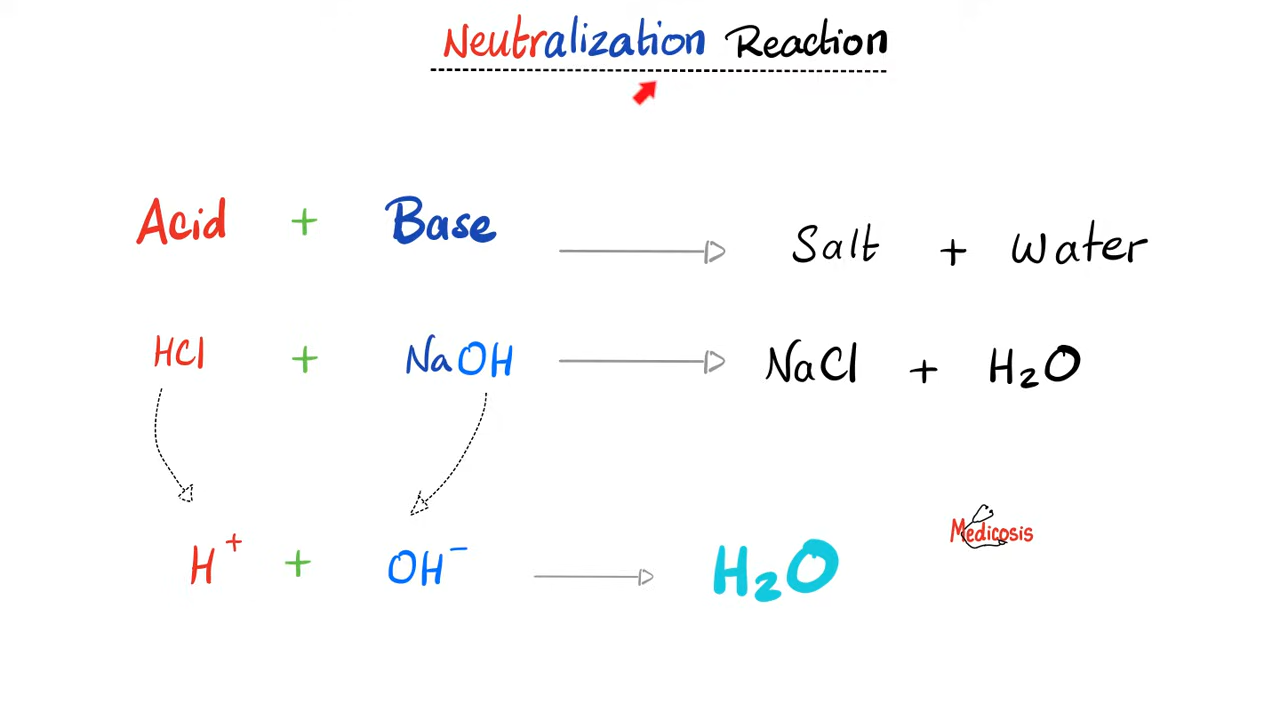 Neutralization Reaction
Acid + Base Salt + Water
HCl + NaOH NaCl + H₂O
H⁺ + OH⁻ H₂O
Medicosis